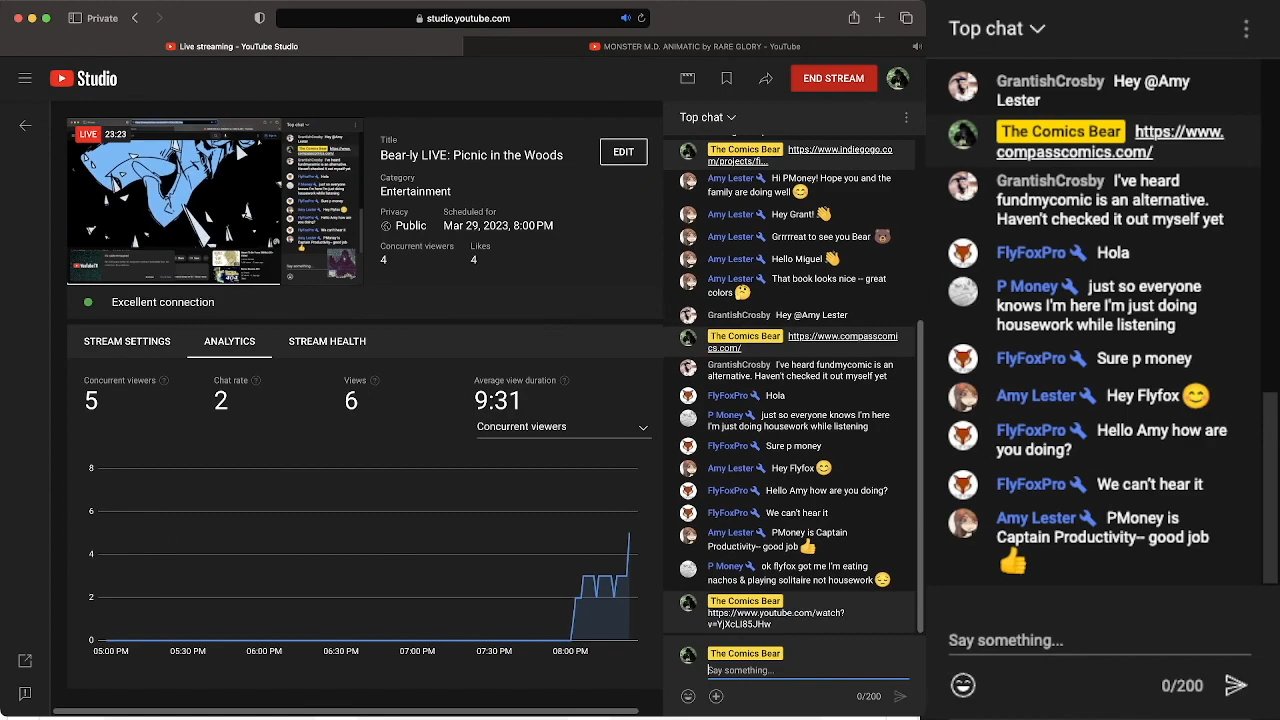 Private
studio.youtube.com
Live streaming - YouTube Studio
MONSTER M.D. ANIMATIC by RARE GLORY - YouTube
Studio
END STREAM
LIVE 23:23
Title
Bear-ly LIVE: Picnic in the Woods
EDIT
Category
Entertainment
Privacy
Public
Scheduled for
Mar 29, 2023, 8:00 PM
Concurrent viewers
4
Likes
4
Excellent connection
STREAM SETTINGS
ANALYTICS
STREAM HEALTH
Concurrent viewers
5
Chat rate
2
Views
6
Average view duration
9:31
Concurrent viewers
8
6
4
2
0
05:00 PM
05:30 PM
06:00 PM
06:30 PM
07:00 PM
07:30 PM
08:00 PM
Top chat
The Comics Bear https://www.indiegogo.co
m/projects/fi...
Amy Lester Hi PMoney! Hope you and the
family are doing well
Amy Lester Hey Grant!
Amy Lester Grrrreat to see you Bear
Amy Lester Hello Miguel
Amy Lester That book looks nice -- great
colors
GrantishCrosby Hey @Amy Lester
The Comics Bear https://www.compasscomi
cs.com/
GrantishCrosby I've heard fundmycomic is an
alternative. Haven't checked it out myself yet
FlyFoxPro Hola
P Money just so everyone knows I'm here
I'm just doing housework while listening
FlyFoxPro Sure p money
Amy Lester Hey Flyfox
FlyFoxPro Hello Amy how are you doing?
FlyFoxPro We can't hear it
Amy Lester PMoney is Captain
Productivity-- good job
P Money ok flyfox got me I'm eating
nachos & playing solitaire not housework
The Comics Bear
https://www.youtube.com/watch?
v=YjXcLI85JHw
The Comics Bear
Say something...
0/200
Top chat
GrantishCrosby Hey @Amy
Lester
The Comics Bear https://www.
compasscomics.com/
GrantishCrosby I've heard
fundmycomic is an alternative.
Haven't checked it out myself yet
FlyFoxPro Hola
P Money just so everyone
knows I'm here I'm just doing
housework while listening
FlyFoxPro Sure p money
Amy Lester Hey Flyfox
FlyFoxPro Hello Amy how are
you doing?
FlyFoxPro We can't hear it
Amy Lester PMoney is
Captain Productivity-- good job
Say something...
0/200